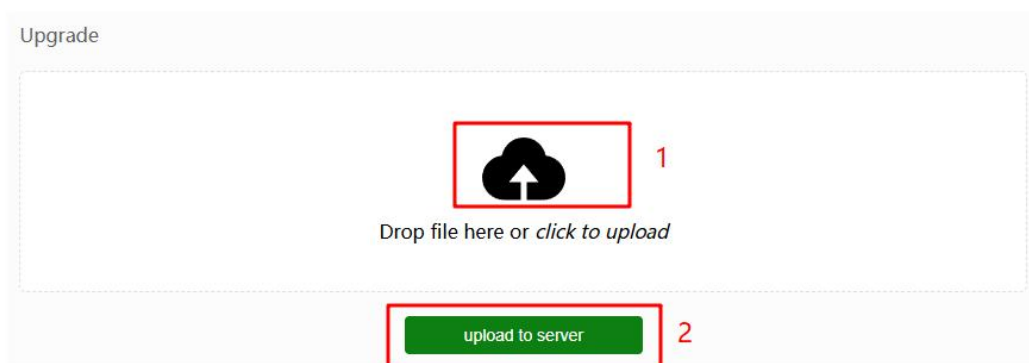 Upgrade
1
Drop file here or click to upload
upload to server
2